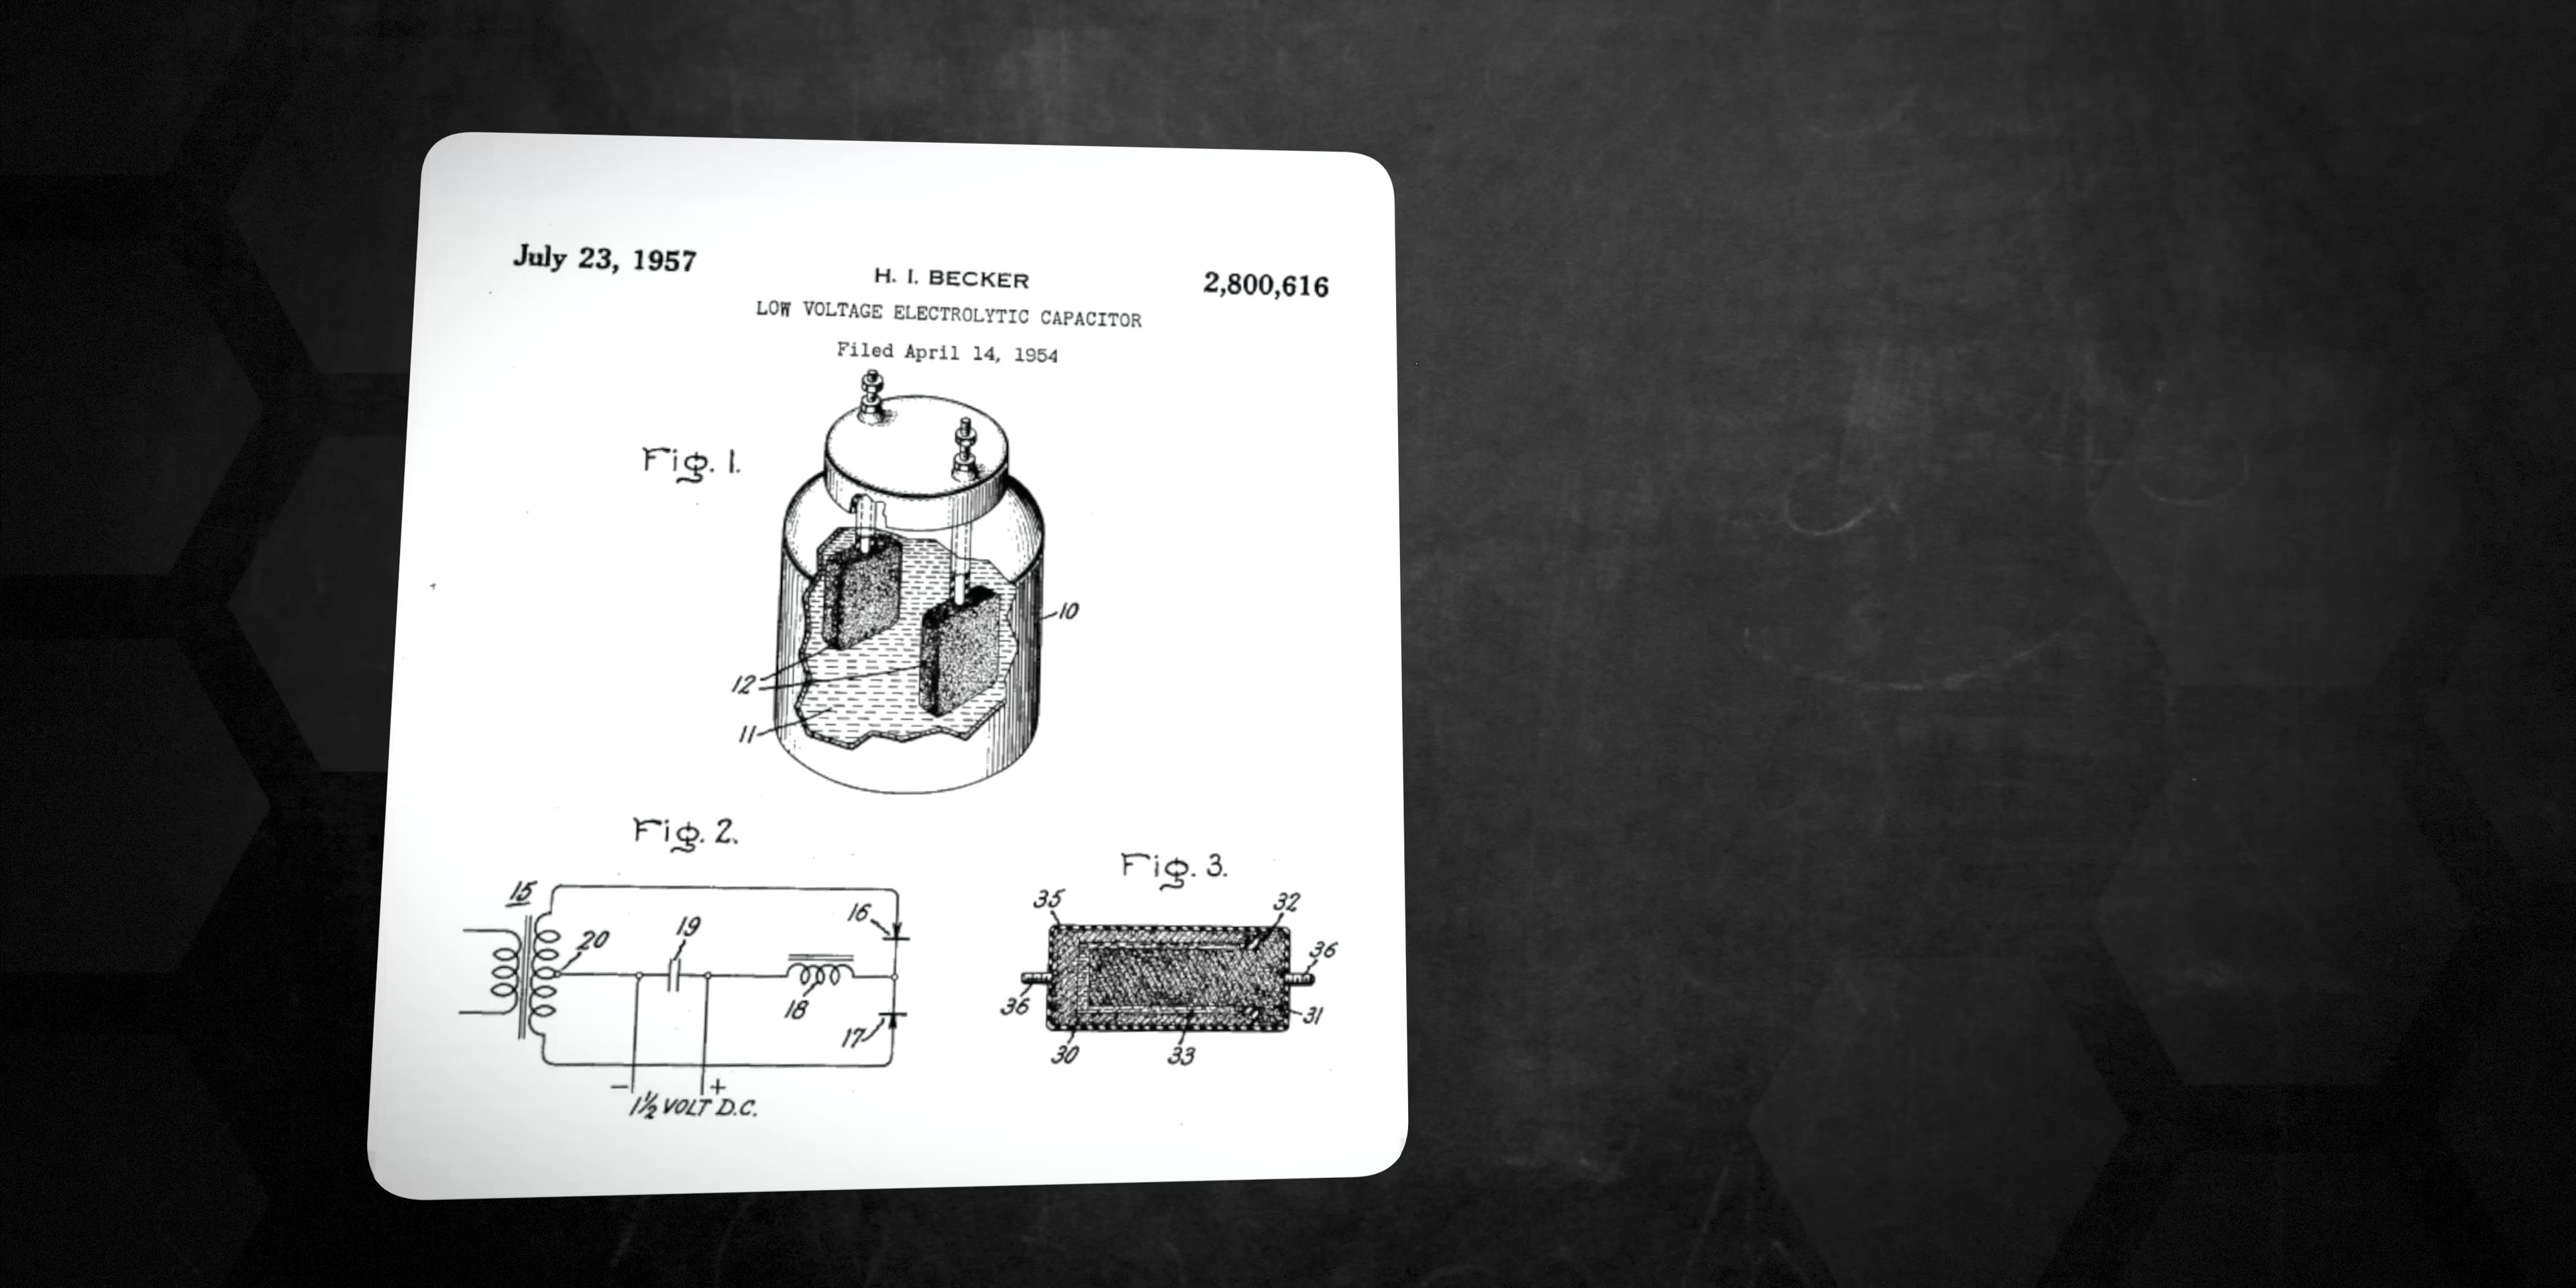 July 23, 1957
H. I. BECKER
2,800,616
LOW VOLTAGE ELECTROLYTIC CAPACITOR
Filed April 14, 1954
Fig. 1.
10
12
11
Fig. 2.
15
20
19
16
18
17
- +
1½ VOLT D.C.
Fig. 3.
35
32
36
36
31
30
33